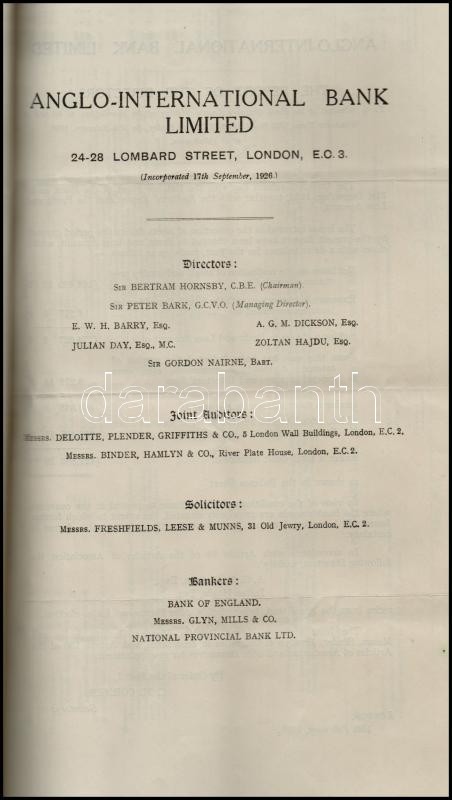 ANGLO-INTERNATIONAL BANK
LIMITED
24-28 LOMBARD STREET, LONDON, E.C. 3.
(Incorporated 17th September, 1926.)
Directors:
SIR BERTRAM HORNSBY, C.B.E. (Chairman).
SIR PETER BARK, G.C.V.O. (Managing Director).
E. W. H. BARRY, ESQ. A. G. M. DICKSON, ESQ.
JULIAN DAY, ESQ., M.C. ZOLTAN HAJDU, ESQ.
SIR GORDON NAIRNE, BART.
darabanth
Joint Auditors:
MESSRS. DELOITTE, PLENDER, GRIFFITHS & CO., 5 London Wall Buildings, London, E.C. 2.
MESSRS. BINDER, HAMLYN & CO., River Plate House, London, E.C. 2.
Solicitors:
MESSRS. FRESHFIELDS, LEESE & MUNNS, 31 Old Jewry, London, E.C. 2.
Bankers:
BANK OF ENGLAND.
MESSRS. GLYN, MILLS & CO.
NATIONAL PROVINCIAL BANK LTD.